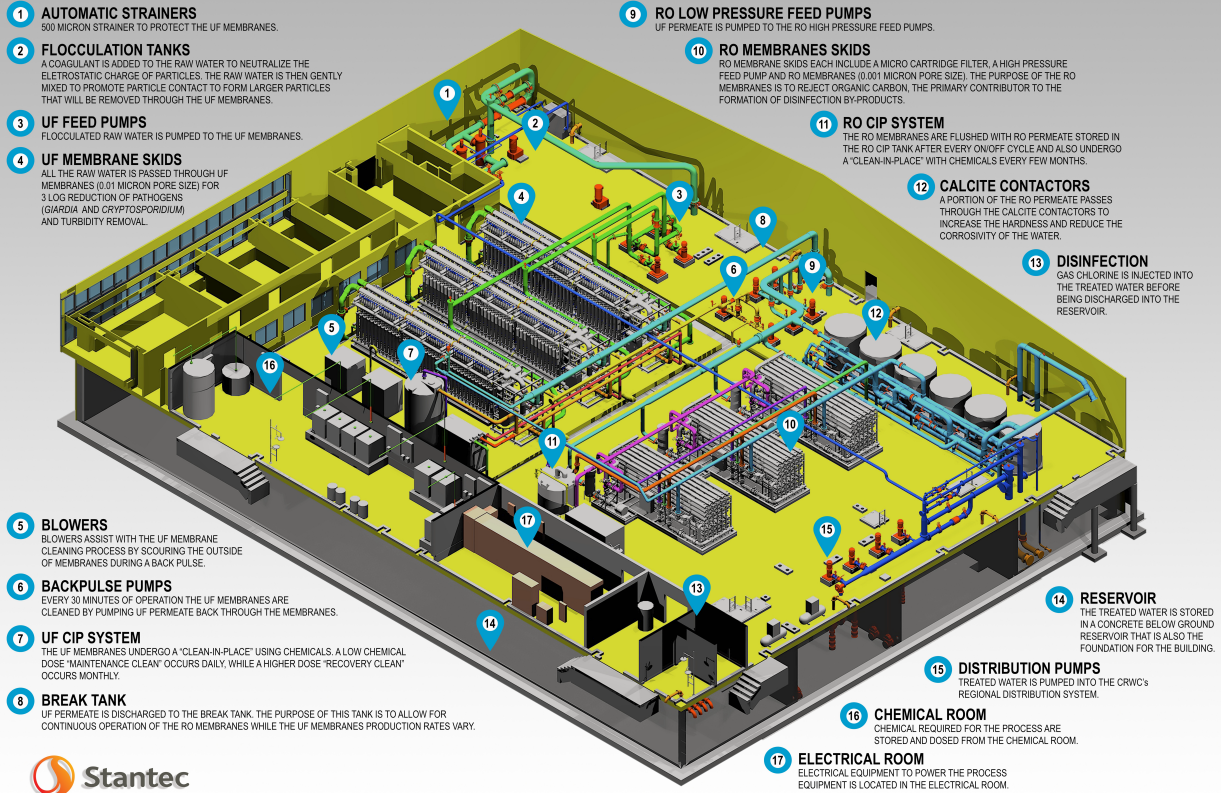 1 AUTOMATIC STRAINERS
500 MICRON STRAINER TO PROTECT THE UF MEMBRANES.
2 FLOCCULATION TANKS
A COAGULANT IS ADDED TO THE RAW WATER TO NEUTRALIZE THE
ELETROSTATIC CHARGE OF PARTICLES. THE RAW WATER IS THEN GENTLY
MIXED TO PROMOTE PARTICLE CONTACT TO FORM LARGER PARTICLES
THAT WILL BE REMOVED THROUGH THE UF MEMBRANES.
3 UF FEED PUMPS
FLOCCULATED RAW WATER IS PUMPED TO THE UF MEMBRANES.
4 UF MEMBRANE SKIDS
ALL THE RAW WATER IS PASSED THROUGH UF
MEMBRANES (0.01 MICRON PORE SIZE) FOR
3 LOG REDUCTION OF PATHOGENS
(GIARDIA AND CRYPTOSPORIDIUM)
AND TURBIDITY REMOVAL.
9 RO LOW PRESSURE FEED PUMPS
UF PERMEATE IS PUMPED TO THE RO HIGH PRESSURE FEED PUMPS.
10 RO MEMBRANES SKIDS
RO MEMBRANE SKIDS EACH INCLUDE A MICRO CARTRIDGE FILTER, A HIGH PRESSURE
FEED PUMP AND RO MEMBRANES (0.001 MICRON PORE SIZE). THE PURPOSE OF THE RO
MEMBRANES IS TO REJECT ORGANIC CARBON, THE PRIMARY CONTRIBUTOR TO THE
FORMATION OF DISINFECTION BY-PRODUCTS.
11 RO CIP SYSTEM
THE RO MEMBRANES ARE FLUSHED WITH RO PERMEATE STORED IN
THE RO CIP TANK AFTER EVERY ON/OFF CYCLE AND ALSO UNDERGO
A “CLEAN-IN-PLACE” WITH CHEMICALS EVERY FEW MONTHS.
12 CALCITE CONTACTORS
A PORTION OF THE RO PERMEATE PASSES
THROUGH THE CALCITE CONTACTORS TO
INCREASE THE HARDNESS AND REDUCE THE
CORROSIVITY OF THE WATER.
13 DISINFECTION
GAS CHLORINE IS INJECTED INTO
THE TREATED WATER BEFORE
BEING DISCHARGED INTO THE
RESERVOIR.
1
2
4
3
8
6
9
12
5
7
16
11
10
17
15
13
14
5 BLOWERS
BLOWERS ASSIST WITH THE UF MEMBRANE
CLEANING PROCESS BY SCOURING THE OUTSIDE
OF MEMBRANES DURING A BACK PULSE.
6 BACKPULSE PUMPS
EVERY 30 MINUTES OF OPERATION THE UF MEMBRANES ARE
CLEANED BY PUMPING UF PERMEATE BACK THROUGH THE MEMBRANES.
7 UF CIP SYSTEM
THE UF MEMBRANES UNDERGO A “CLEAN-IN-PLACE” USING CHEMICALS. A LOW CHEMICAL
DOSE “MAINTENANCE CLEAN” OCCURS DAILY, WHILE A HIGHER DOSE “RECOVERY CLEAN”
OCCURS MONTHLY.
8 BREAK TANK
UF PERMEATE IS DISCHARGED TO THE BREAK TANK. THE PURPOSE OF THIS TANK IS TO ALLOW FOR
CONTINUOUS OPERATION OF THE RO MEMBRANES WHILE THE UF MEMBRANES PRODUCTION RATES VARY.
14 RESERVOIR
THE TREATED WATER IS STORED
IN A CONCRETE BELOW GROUND
RESERVOIR THAT IS ALSO THE
FOUNDATION FOR THE BUILDING.
15 DISTRIBUTION PUMPS
TREATED WATER IS PUMPED INTO THE CRWC's
REGIONAL DISTRIBUTION SYSTEM.
16 CHEMICAL ROOM
CHEMICAL REQUIRED FOR THE PROCESS ARE
STORED AND DOSED FROM THE CHEMICAL ROOM.
17 ELECTRICAL ROOM
ELECTRICAL EQUIPMENT TO POWER THE PROCESS
EQUIPMENT IS LOCATED IN THE ELECTRICAL ROOM.
Stantec